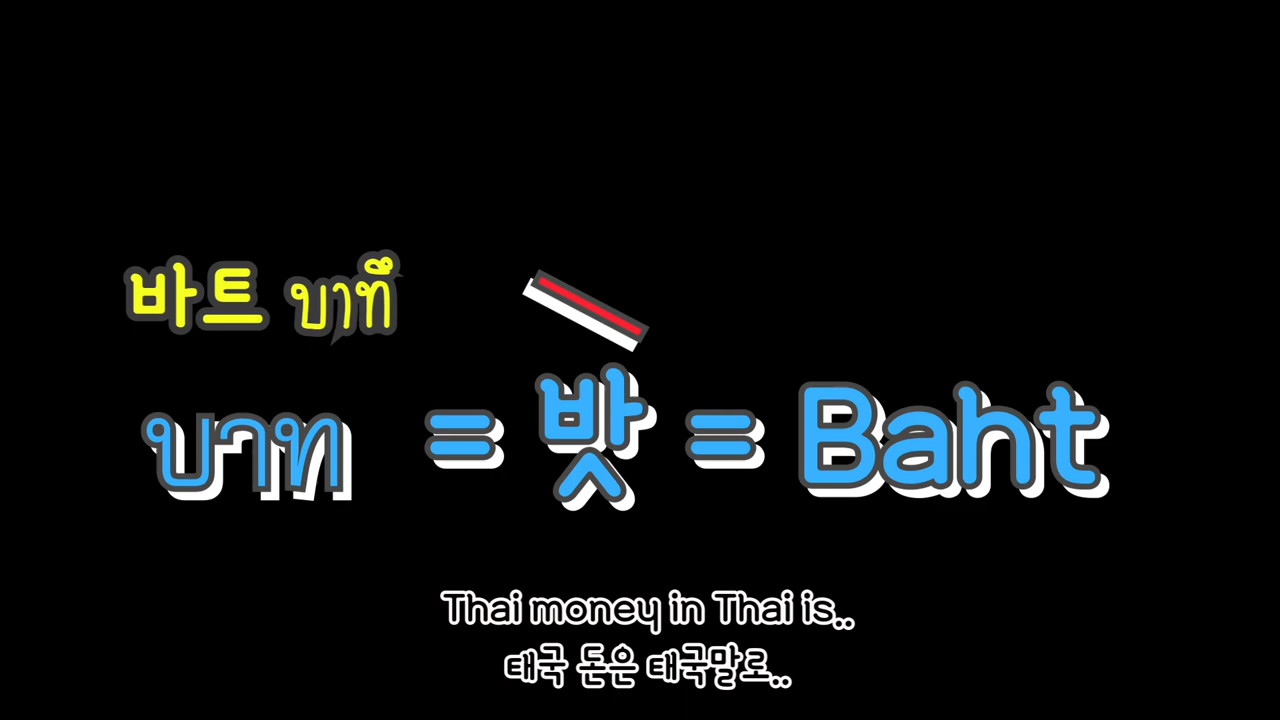 바트 บาทึ
บาท = 밧 = Baht
Thai money in Thai is..
태국 돈은 태국말로..